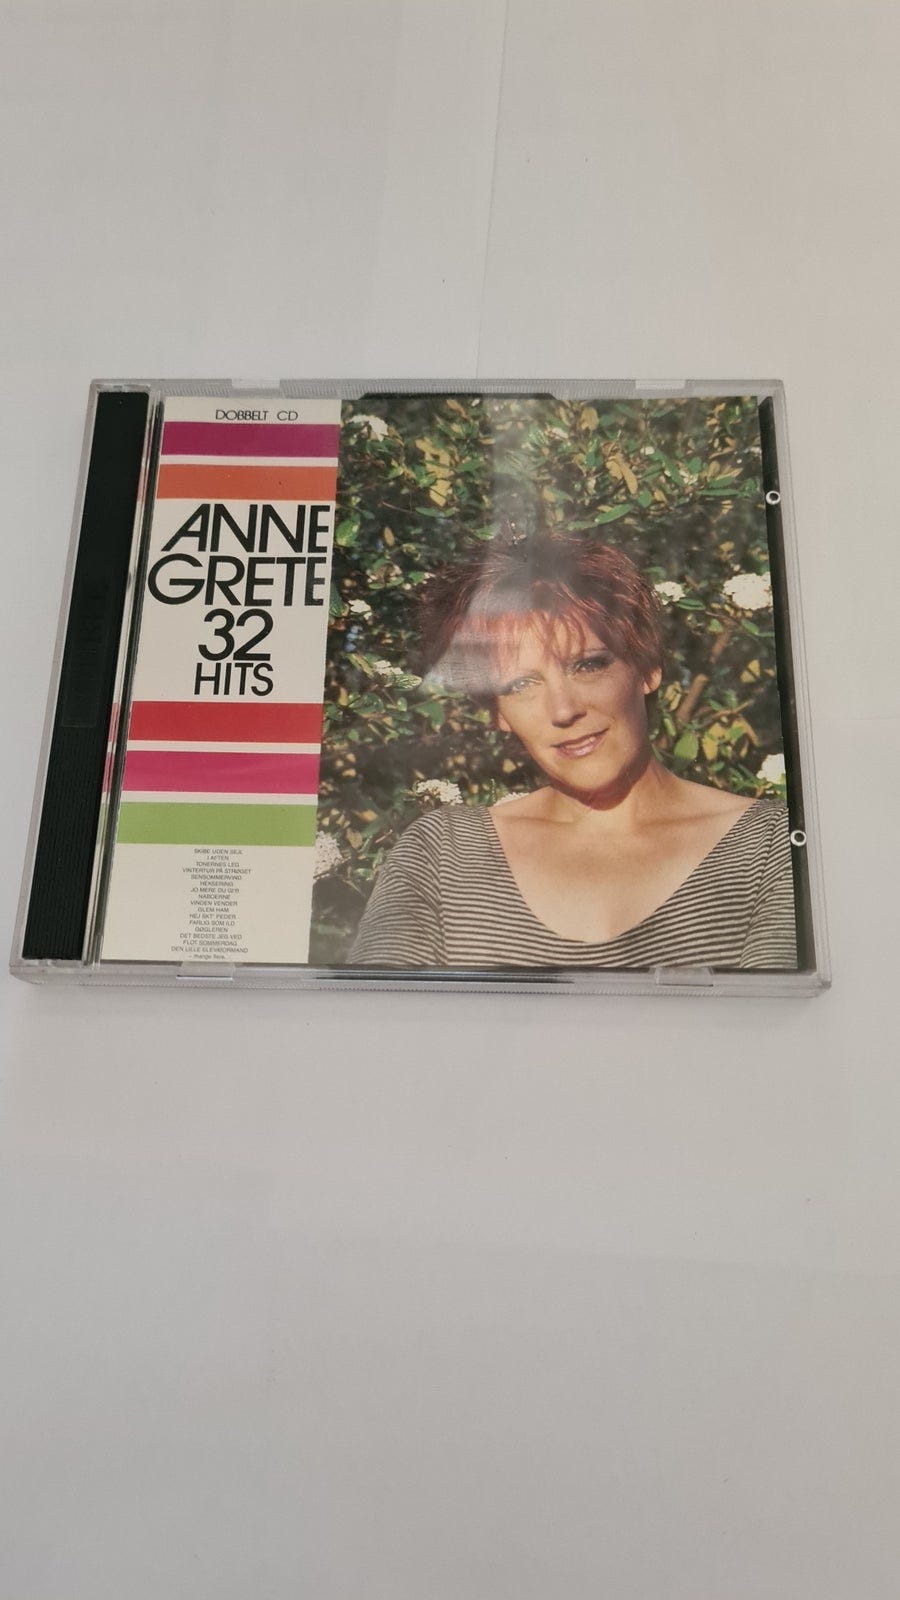 DOBBELT CD
ANNE
GRETE
32
HITS
SKIBE UDEN SEJL
I AFTEN
TONERNES LEG
VINTERTUR PÅ STRØGET
SENSOMMERVIND
HEKSERING
JO MERE DU GI'R
NABOERNE
VINDEN VENDER
GLEM HAM
HEJ SKT' PEDER
FARLIG SOM ILD
GØGLEREN
DET BEDSTE JEG VED
FLOT SOMMERDAG
DEN LILLE ELEVATORMAND
- mange flere.